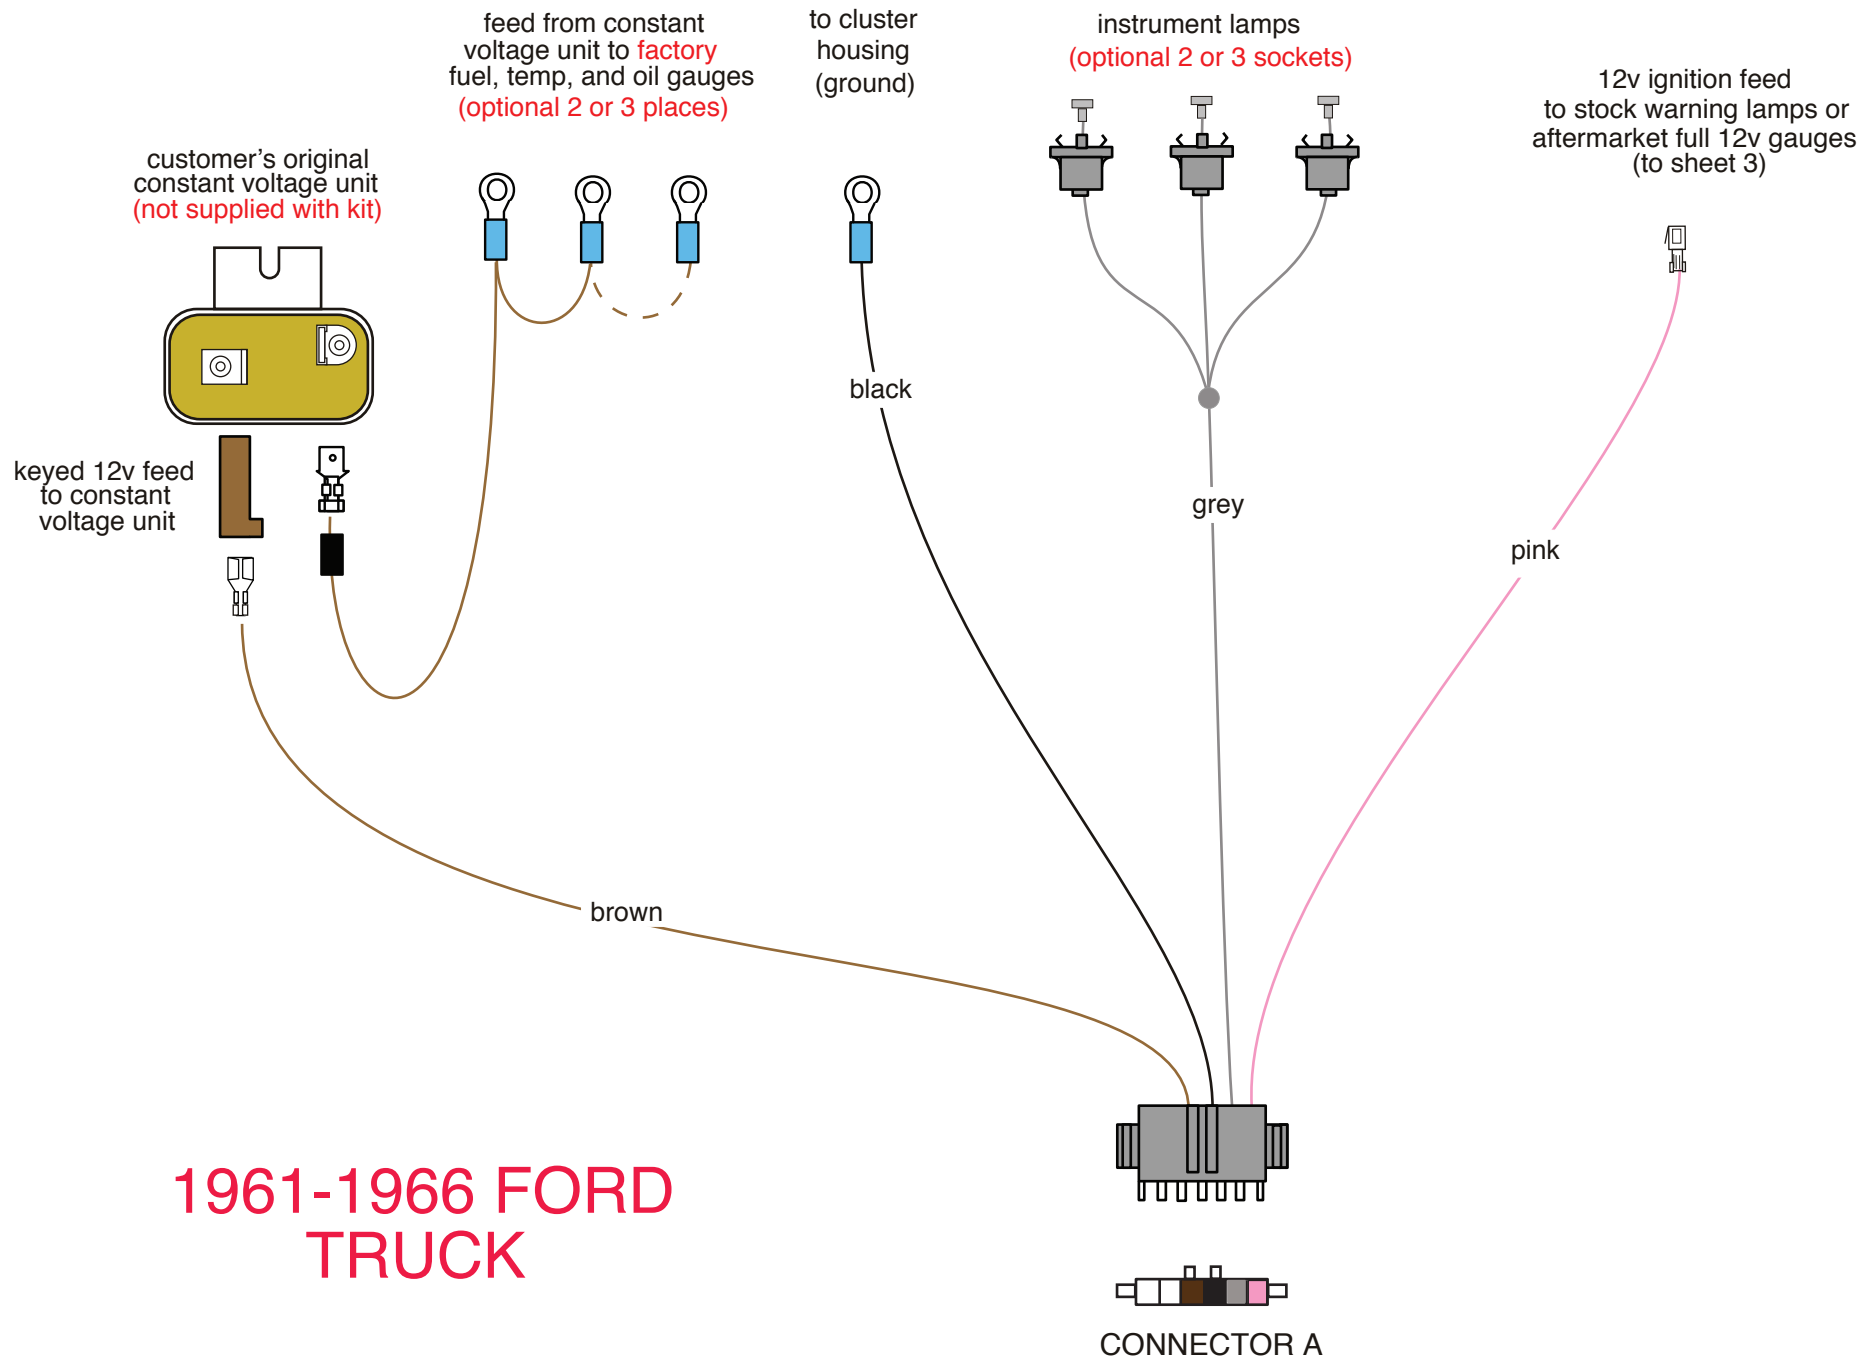 feed from constant
voltage unit to factory
fuel, temp, and oil gauges
(optional 2 or 3 places)
to cluster
housing
(ground)
instrument lamps
(optional 2 or 3 sockets)
12v ignition feed
to stock warning lamps or
aftermarket full 12v gauges
(to sheet 3)
customer’s original
constant voltage unit
(not supplied with kit)
black
keyed 12v feed
to constant
voltage unit
grey
pink
brown
1961-1966 FORD
TRUCK
CONNECTOR A